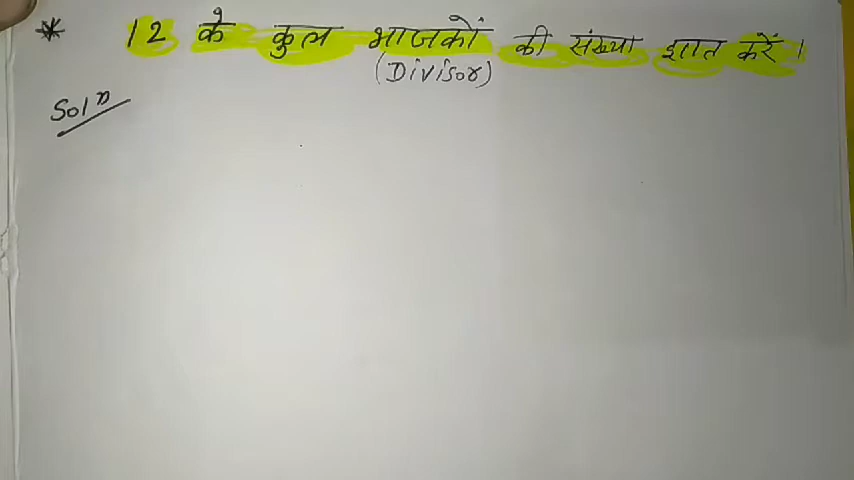 * 12 के कुल भाजकों की संख्या ज्ञात करें।
(Divisor)
Solⁿ